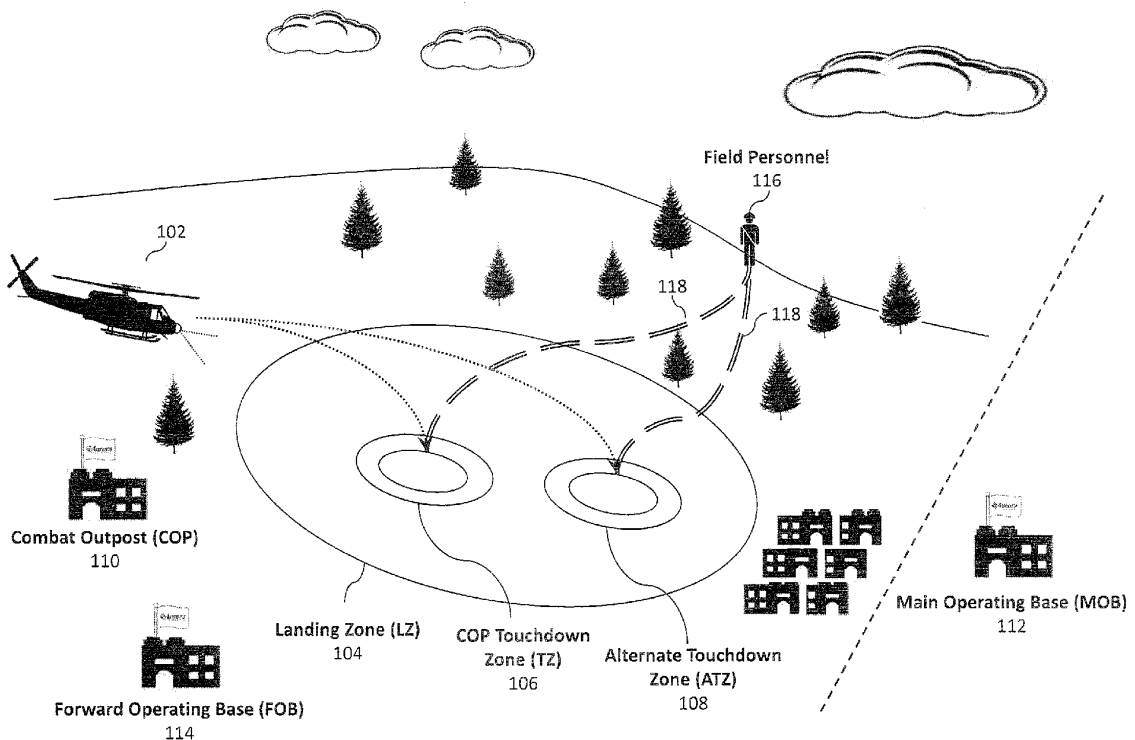 Field Personnel
116
102
118
118
Combat Outpost (COP)
110
Main Operating Base (MOB)
112
Landing Zone (LZ)
104
COP Touchdown
Zone (TZ)
106
Alternate Touchdown
Zone (ATZ)
108
Forward Operating Base (FOB)
114